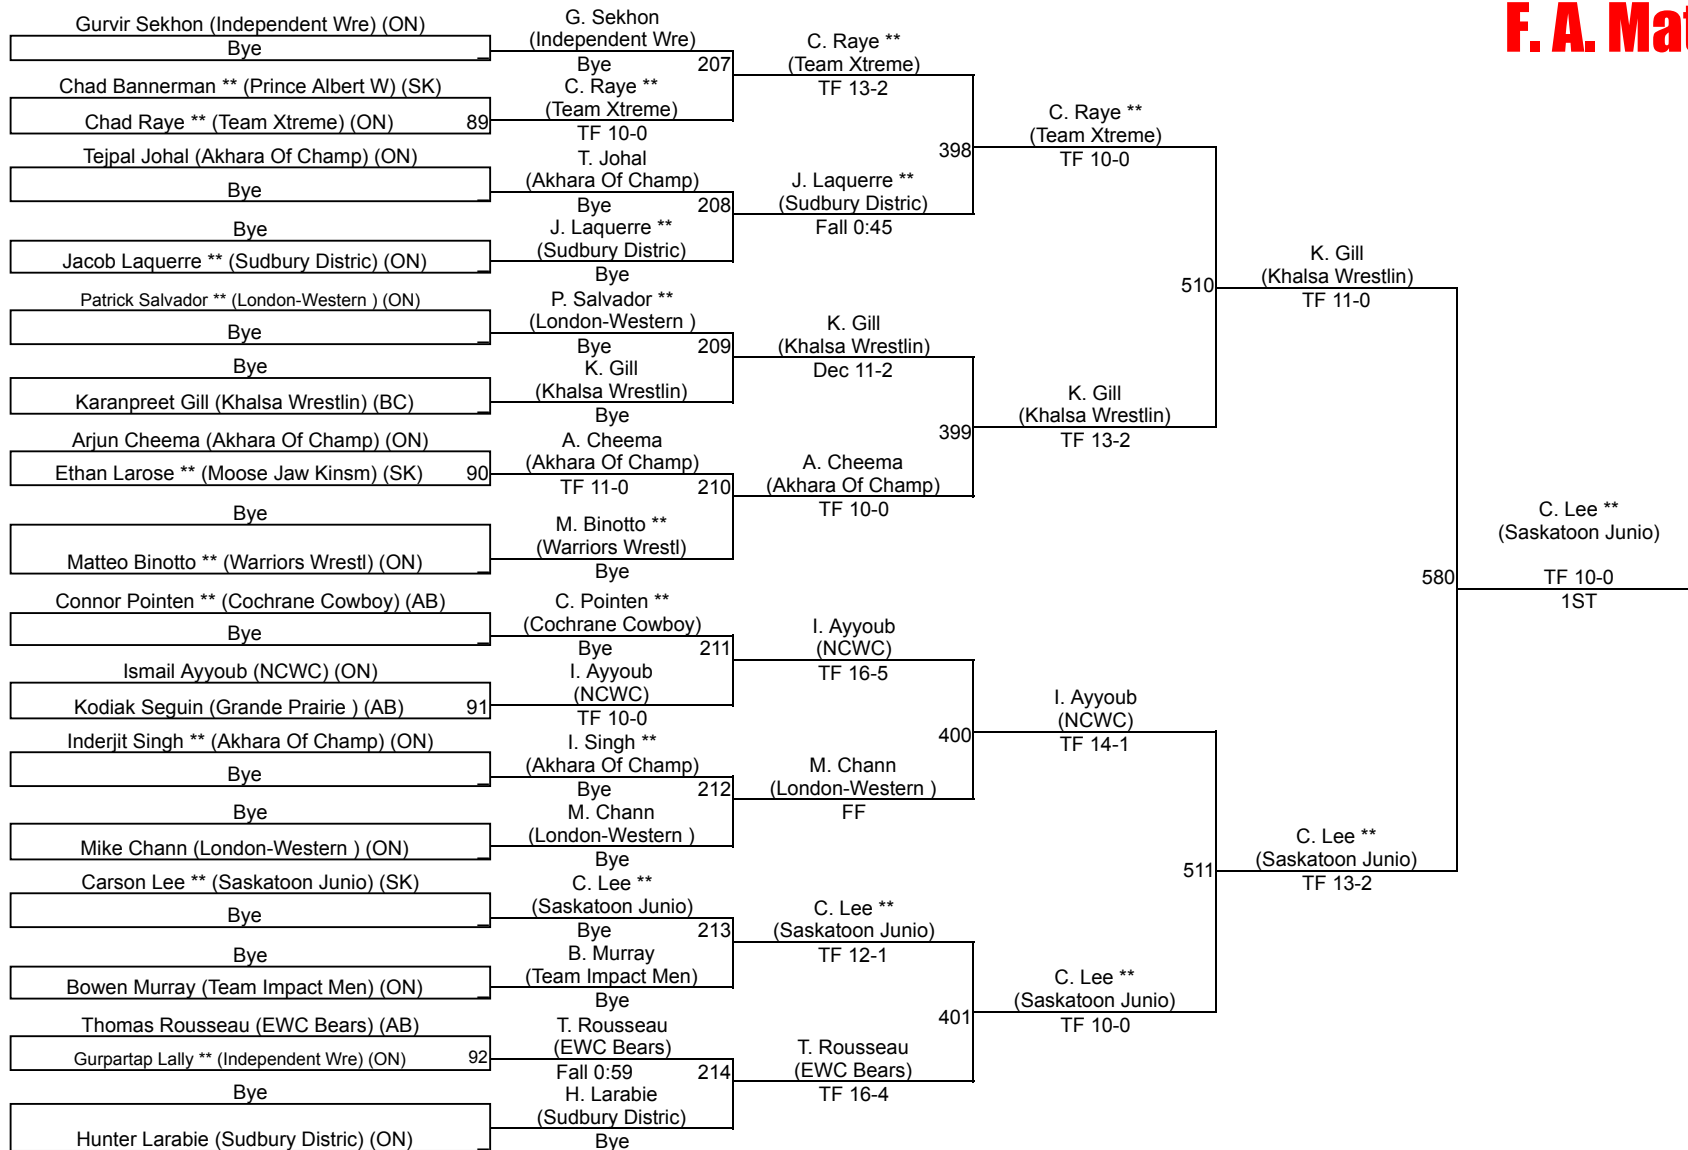 F. A. Mat
Gurvir Sekhon (Independent Wre) (ON)
Bye
_
Chad Bannerman ** (Prince Albert W) (SK)
Chad Raye ** (Team Xtreme) (ON)
89
Tejpal Johal (Akhara Of Champ) (ON)
Bye
_
Bye
Jacob Laquerre ** (Sudbury Distric) (ON)
_
Patrick Salvador ** (London-Western ) (ON)
Bye
_
Bye
Karanpreet Gill (Khalsa Wrestlin) (BC)
_
Arjun Cheema (Akhara Of Champ) (ON)
Ethan Larose ** (Moose Jaw Kinsm) (SK)
90
Bye
Matteo Binotto ** (Warriors Wrestl) (ON)
_
Connor Pointen ** (Cochrane Cowboy) (AB)
Bye
_
Ismail Ayyoub (NCWC) (ON)
Kodiak Seguin (Grande Prairie ) (AB)
91
Inderjit Singh ** (Akhara Of Champ) (ON)
Bye
_
Bye
Mike Chann (London-Western ) (ON)
_
Carson Lee ** (Saskatoon Junio) (SK)
Bye
_
Bye
Bowen Murray (Team Impact Men) (ON)
_
Thomas Rousseau (EWC Bears) (AB)
Gurpartap Lally ** (Independent Wre) (ON)
92
Bye
Hunter Larabie (Sudbury Distric) (ON)
_
G. Sekhon
(Independent Wre)
Bye
207
C. Raye **
(Team Xtreme)
TF 10-0
T. Johal
(Akhara Of Champ)
Bye
208
J. Laquerre **
(Sudbury Distric)
Bye
P. Salvador **
(London-Western )
Bye
209
K. Gill
(Khalsa Wrestlin)
Bye
A. Cheema
(Akhara Of Champ)
TF 11-0
210
M. Binotto **
(Warriors Wrestl)
Bye
C. Pointen **
(Cochrane Cowboy)
Bye
211
I. Ayyoub
(NCWC)
TF 10-0
I. Singh **
(Akhara Of Champ)
Bye
212
M. Chann
(London-Western )
Bye
C. Lee **
(Saskatoon Junio)
Bye
213
B. Murray
(Team Impact Men)
Bye
T. Rousseau
(EWC Bears)
Fall 0:59
214
H. Larabie
(Sudbury Distric)
Bye
C. Raye **
(Team Xtreme)
TF 13-2
398
J. Laquerre **
(Sudbury Distric)
Fall 0:45
K. Gill
(Khalsa Wrestlin)
Dec 11-2
399
A. Cheema
(Akhara Of Champ)
TF 10-0
I. Ayyoub
(NCWC)
TF 16-5
400
M. Chann
(London-Western )
FF
C. Lee **
(Saskatoon Junio)
TF 12-1
401
T. Rousseau
(EWC Bears)
TF 16-4
C. Raye **
(Team Xtreme)
TF 10-0
510
K. Gill
(Khalsa Wrestlin)
TF 13-2
I. Ayyoub
(NCWC)
TF 14-1
511
C. Lee **
(Saskatoon Junio)
TF 10-0
K. Gill
(Khalsa Wrestlin)
TF 11-0
580
C. Lee **
(Saskatoon Junio)
TF 13-2
C. Lee **
(Saskatoon Junio)
TF 10-0
1ST